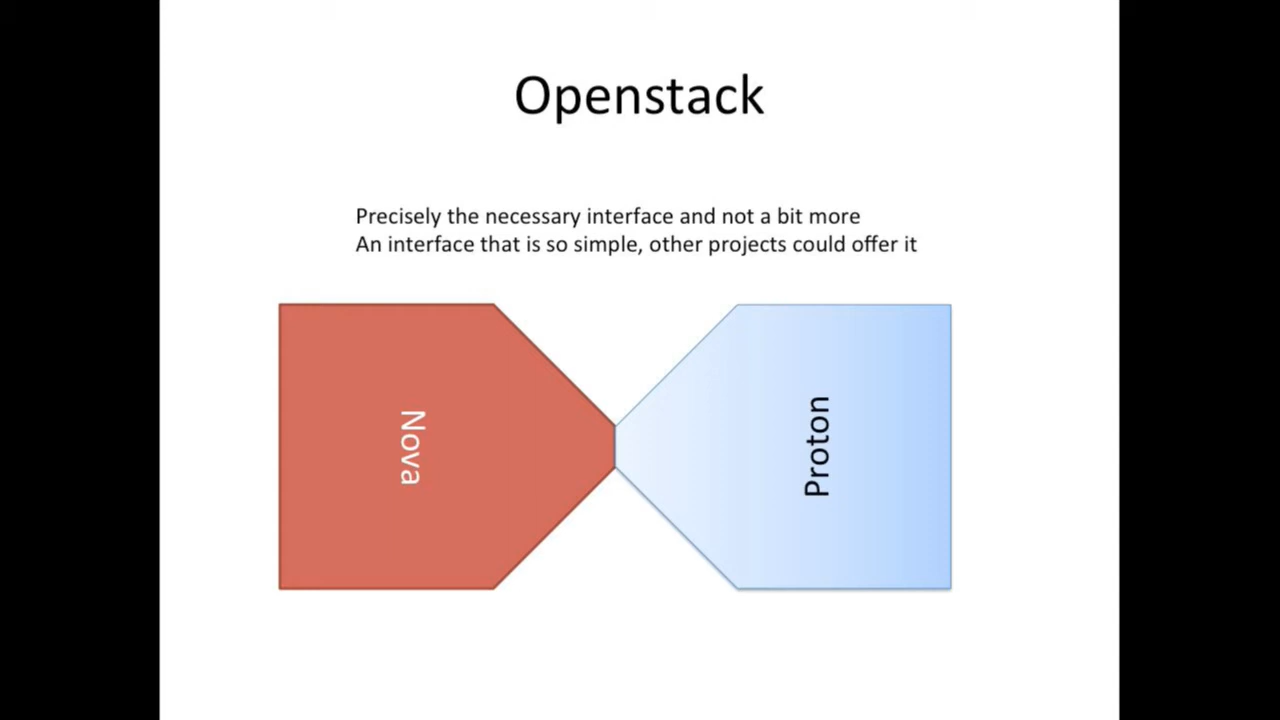 Openstack
Precisely the necessary interface and not a bit more
An interface that is so simple, other projects could offer it
Nova
Proton